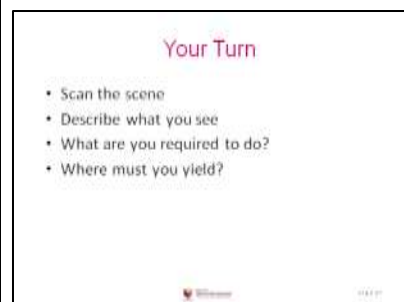 Your Turn
• Scan the scene
• Describe what you see
• What are you required to do?
• Where must you yield?